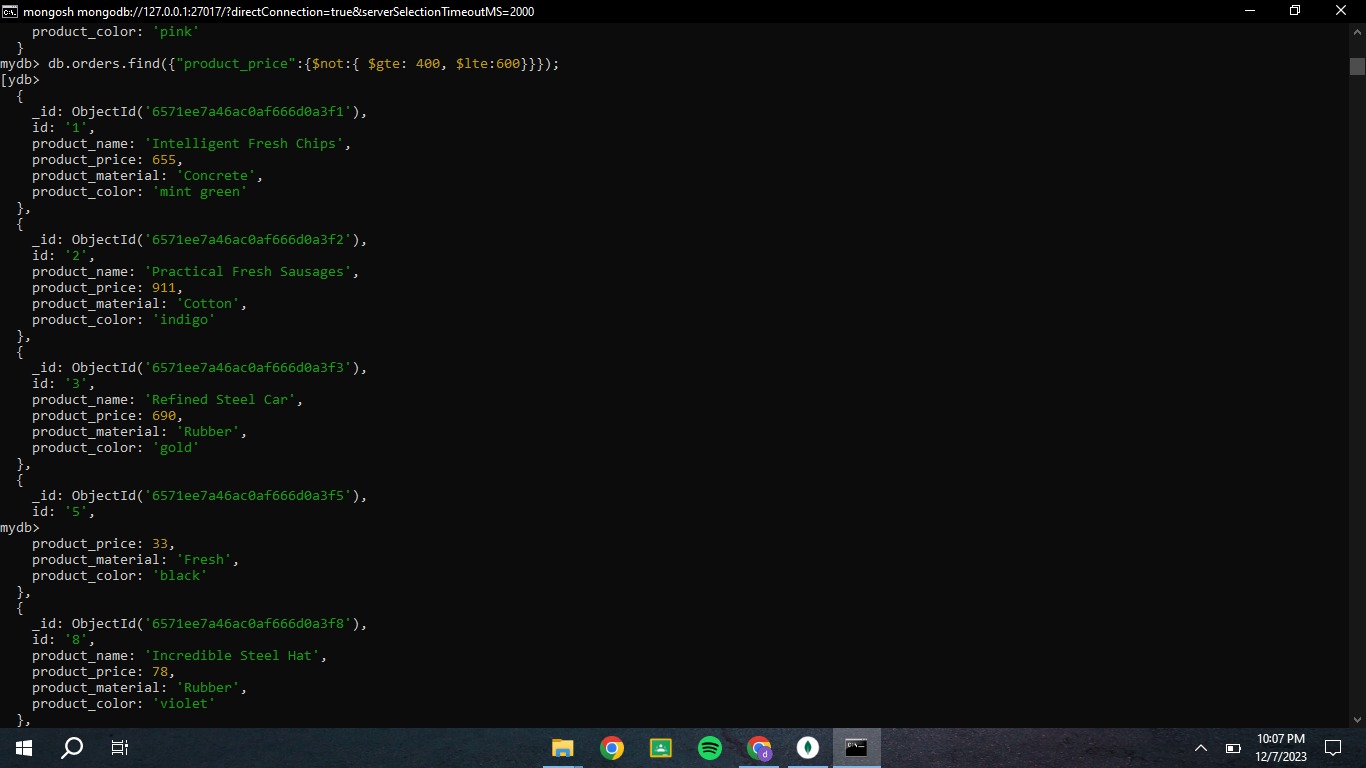 mongosh mongodb://127.0.0.1:27017/?directConnection=true&serverSelectionTimeoutMS=2000
    product_color: 'pink'
  }
mydb> db.orders.find({"product_price":{$not:{ $gte: 400, $lte:600}}});
[ydb>
  {
    _id: ObjectId('6571ee7a46ac0af666d0a3f1'),
    id: '1',
    product_name: 'Intelligent Fresh Chips',
    product_price: 655,
    product_material: 'Concrete',
    product_color: 'mint green'
  },
  {
    _id: ObjectId('6571ee7a46ac0af666d0a3f2'),
    id: '2',
    product_name: 'Practical Fresh Sausages',
    product_price: 911,
    product_material: 'Cotton',
    product_color: 'indigo'
  },
  {
    _id: ObjectId('6571ee7a46ac0af666d0a3f3'),
    id: '3',
    product_name: 'Refined Steel Car',
    product_price: 690,
    product_material: 'Rubber',
    product_color: 'gold'
  },
  {
    _id: ObjectId('6571ee7a46ac0af666d0a3f5'),
    id: '5',
mydb>
    product_price: 33,
    product_material: 'Fresh',
    product_color: 'black'
  },
  {
    _id: ObjectId('6571ee7a46ac0af666d0a3f8'),
    id: '8',
    product_name: 'Incredible Steel Hat',
    product_price: 78,
    product_material: 'Rubber',
    product_color: 'violet'
  },
10:07 PM
12/7/2023